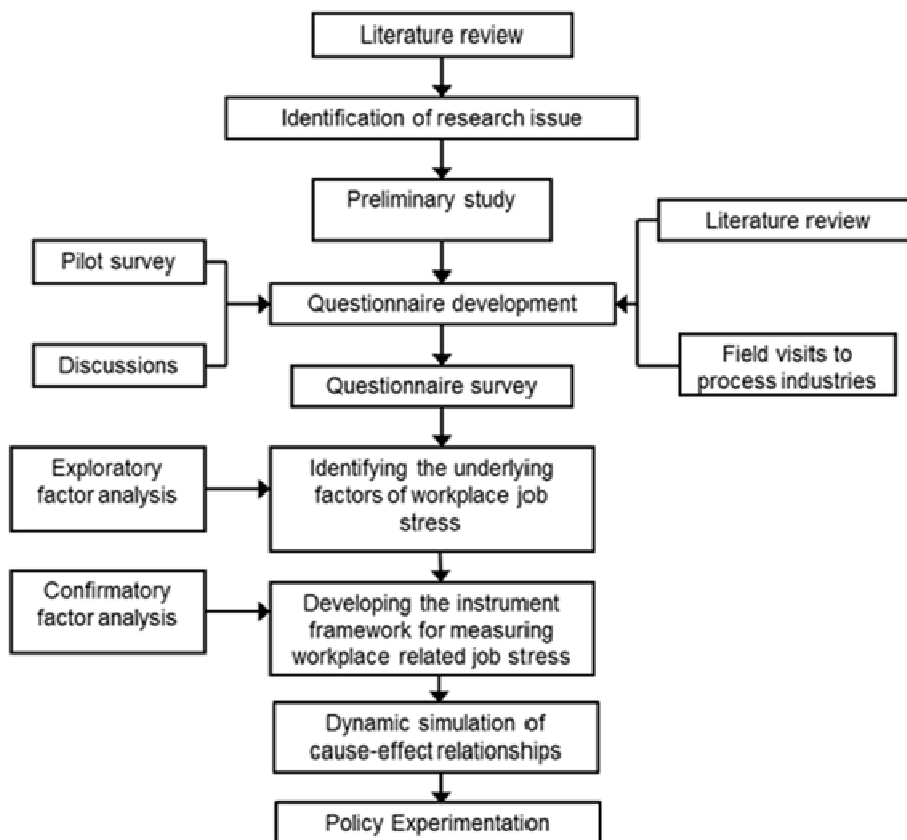 Literature review
Identification of research issue
Preliminary study
Literature review
Pilot survey
Questionnaire development
Discussions
Field visits to
process industries
Questionnaire survey
Exploratory
factor analysis
Identifying the underlying
factors of workplace job
stress
Confirmatory
factor analysis
Developing the instrument
framework for measuring
workplace related job stress
Dynamic simulation of
cause-effect relationships
Policy Experimentation